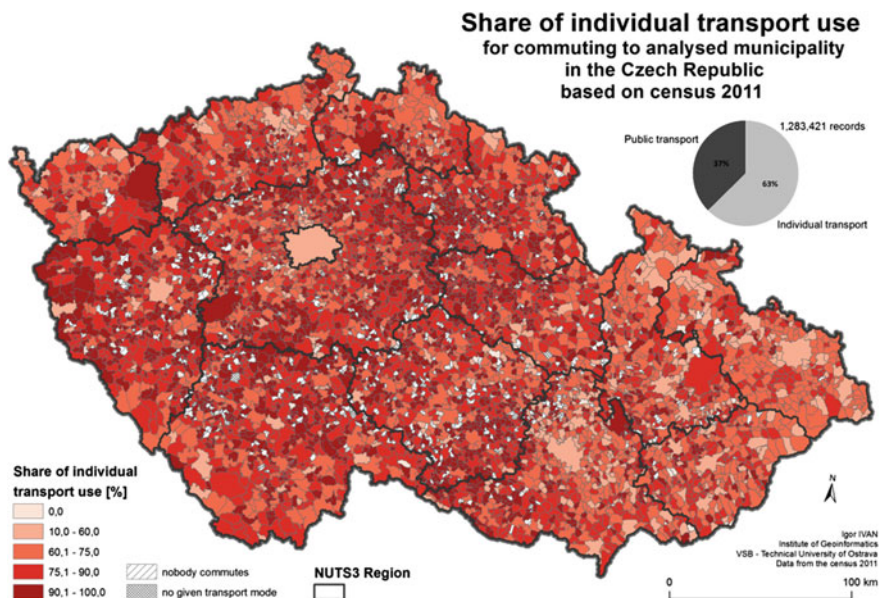 Share of individual transport use
for commuting to analysed municipality
in the Czech Republic
based on census 2011
1,283,421 records
Public transport
37%
63%
Individual transport
Share of individual
transport use [%]
0,0
10,0 - 60,0
60,1 - 75,0
75,1 - 90,0
90,1 - 100,0
nobody commutes
no given transport mode
NUTS3 Region
N
Igor IVAN
Institute of Geoinformatics
VSB - Technical University of Ostrava
Data from the census 2011
0 100 km